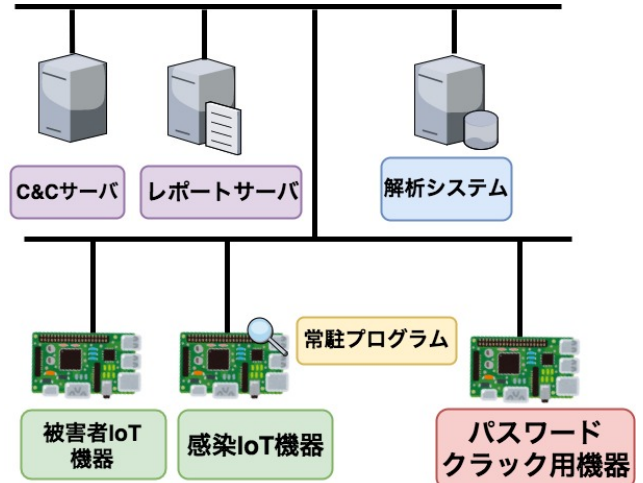 C&Cサーバ
レポートサーバ
解析システム
常駐プログラム
被害者IoT
機器
感染IoT機器
パスワード
クラック用機器